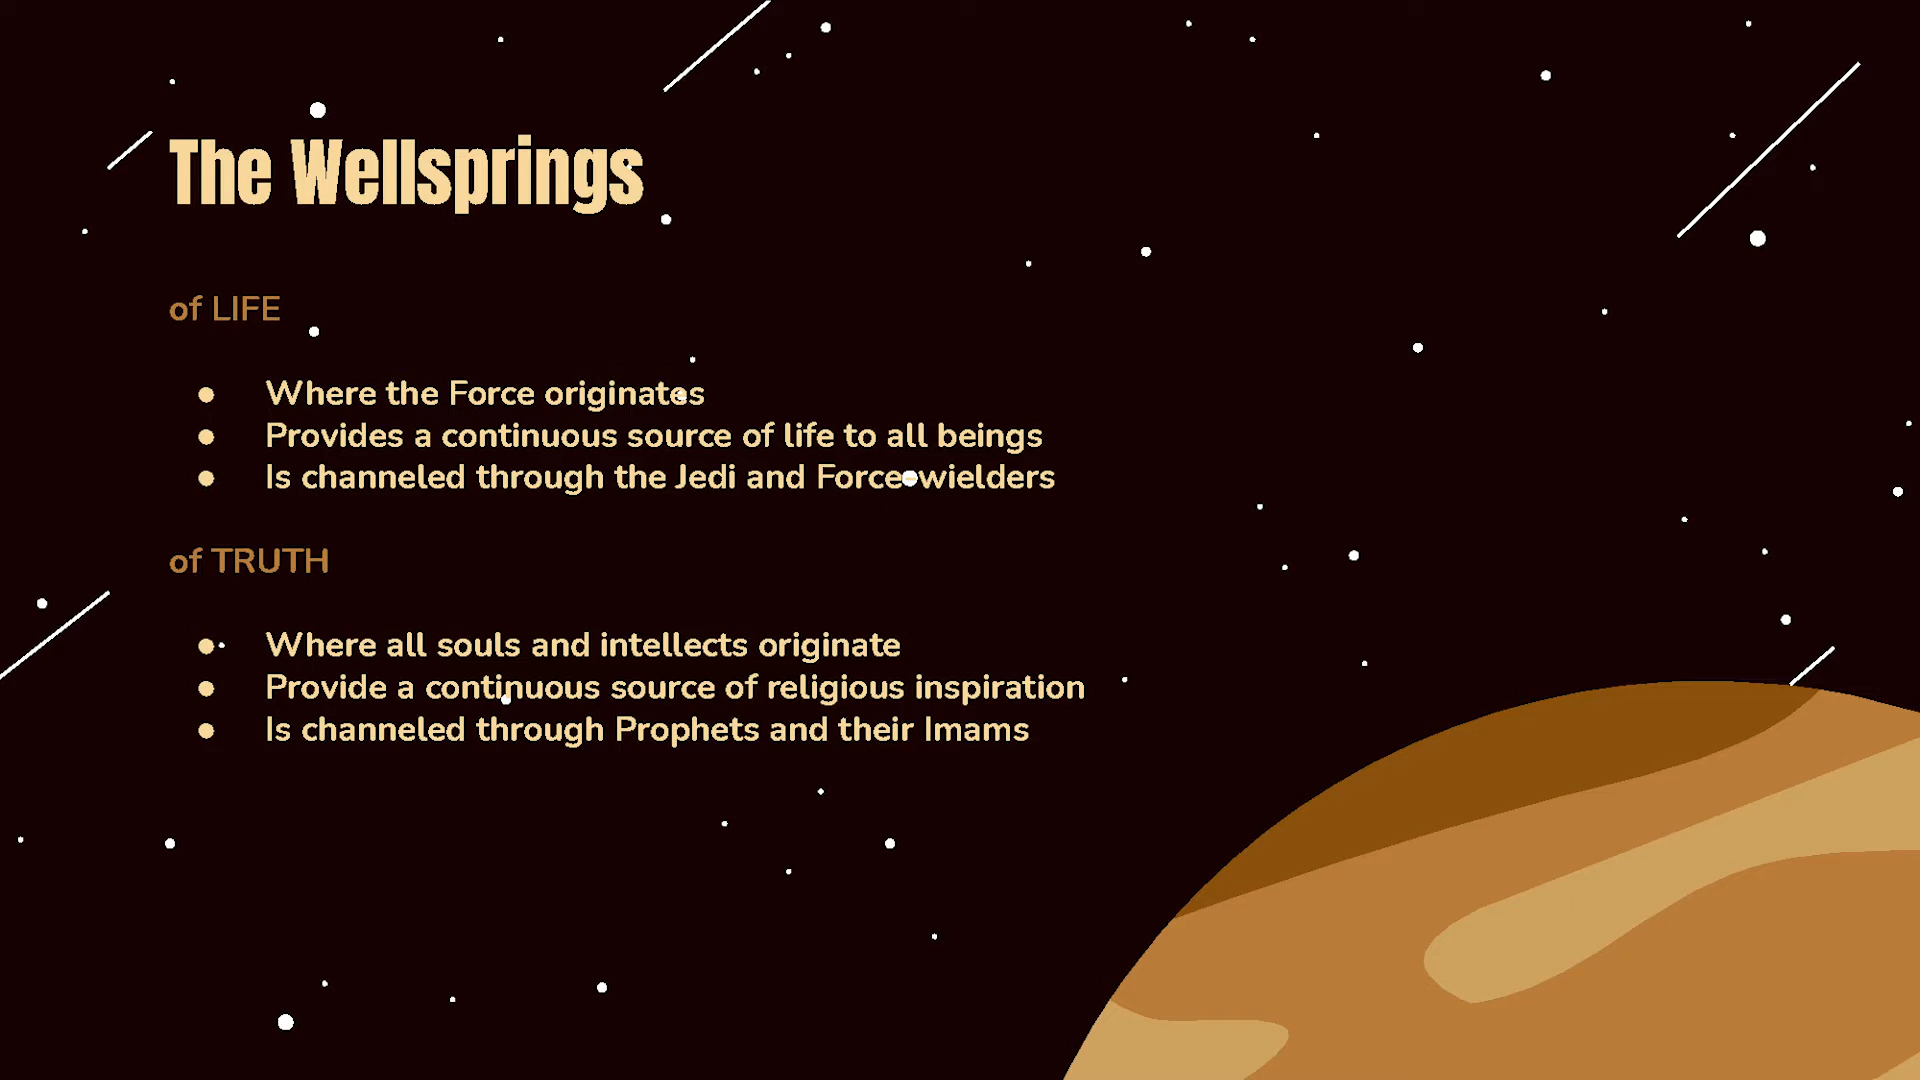 The Wellsprings
of LIFE
● Where the Force originates
● Provides a continuous source of life to all beings
● Is channeled through the Jedi and Force-wielders
of TRUTH
● Where all souls and intellects originate
● Provide a continuous source of religious inspiration
● Is channeled through Prophets and their Imams